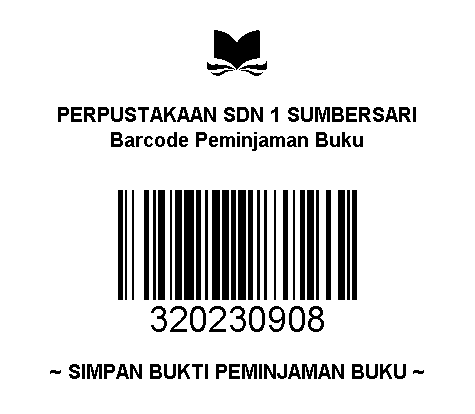 PERPUSTAKAAN SDN 1 SUMBERSARI
Barcode Peminjaman Buku
320230908
~ SIMPAN BUKTI PEMINJAMAN BUKU ~